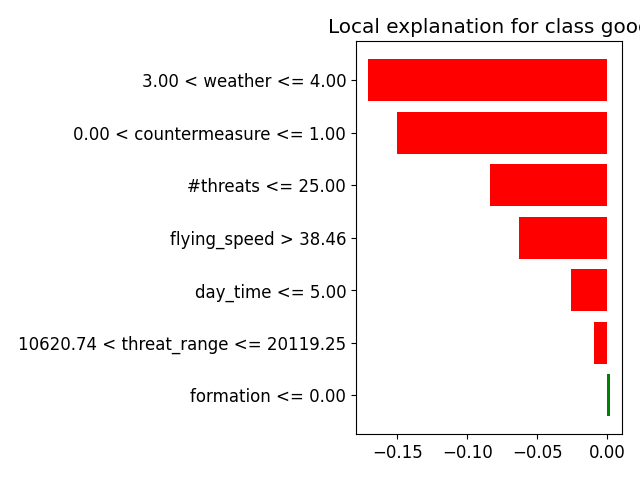 Local explanation for class goo
3.00 < weather <= 4.00
0.00 < countermeasure <= 1.00
#threats <= 25.00
flying_speed > 38.46
day_time <= 5.00
10620.74 < threat_range <= 20119.25
formation <= 0.00
−0.15 −0.10 −0.05 0.00